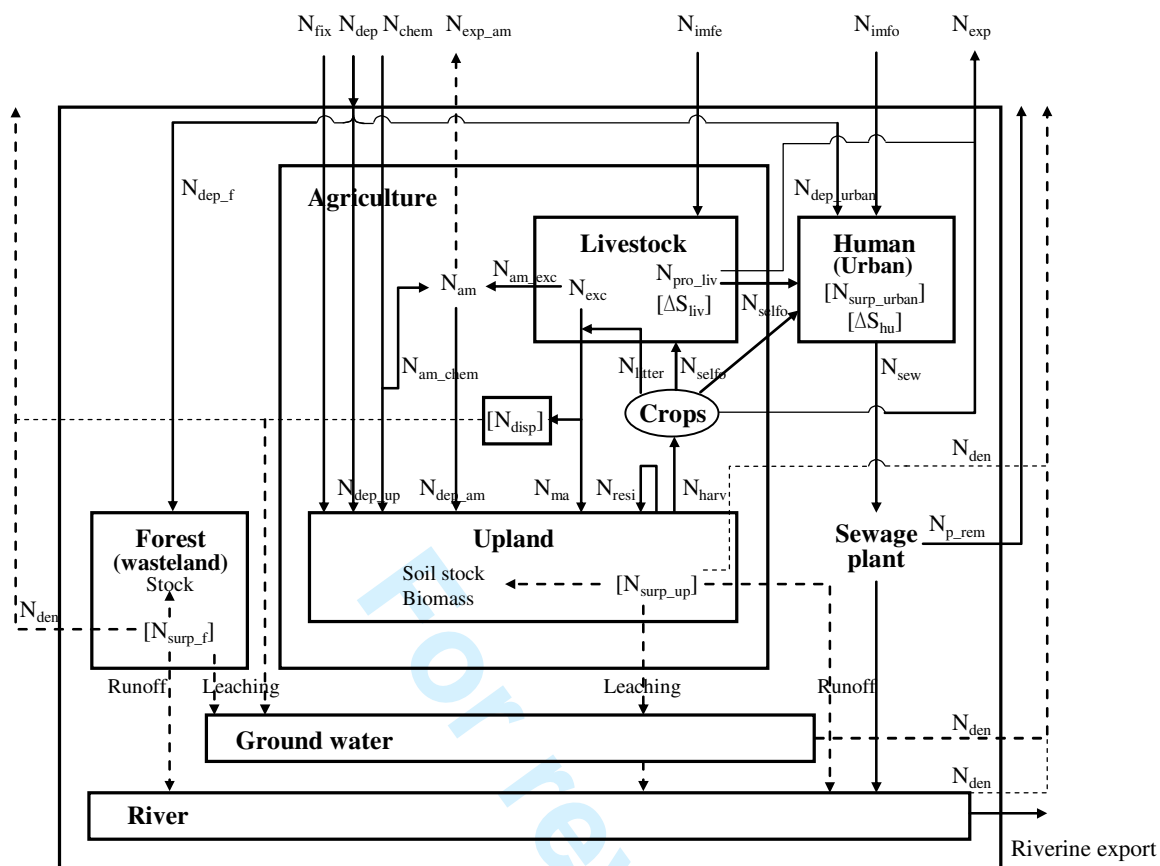 N_fix N_dep N_chem N_exp_am N_imfe N_imfo N_exp
N_dep_f
Agriculture
N_dep_urban
Livestock
Human
(Urban)
N_am
N_am_exc
N_exc
N_pro_liv
[ΔS_liv]
N_selfo
[N_surp_urban]
[ΔS_hu]
N_am_chem
N_litter
N_selfo
N_sew
[N_disp]
Crops
N_den
N_dep_up
N_dep_am
N_ma
N_resi
N_harv
Forest
(wasteland)
Stock
Upland
Soil stock
Biomass
[N_surp_up]
Sewage
plant
N_p_rem
N_den
[N_surp_f]
Runoff
Leaching
Leaching
Runoff
Ground water
N_den
N_den
River
Riverine export
For rev